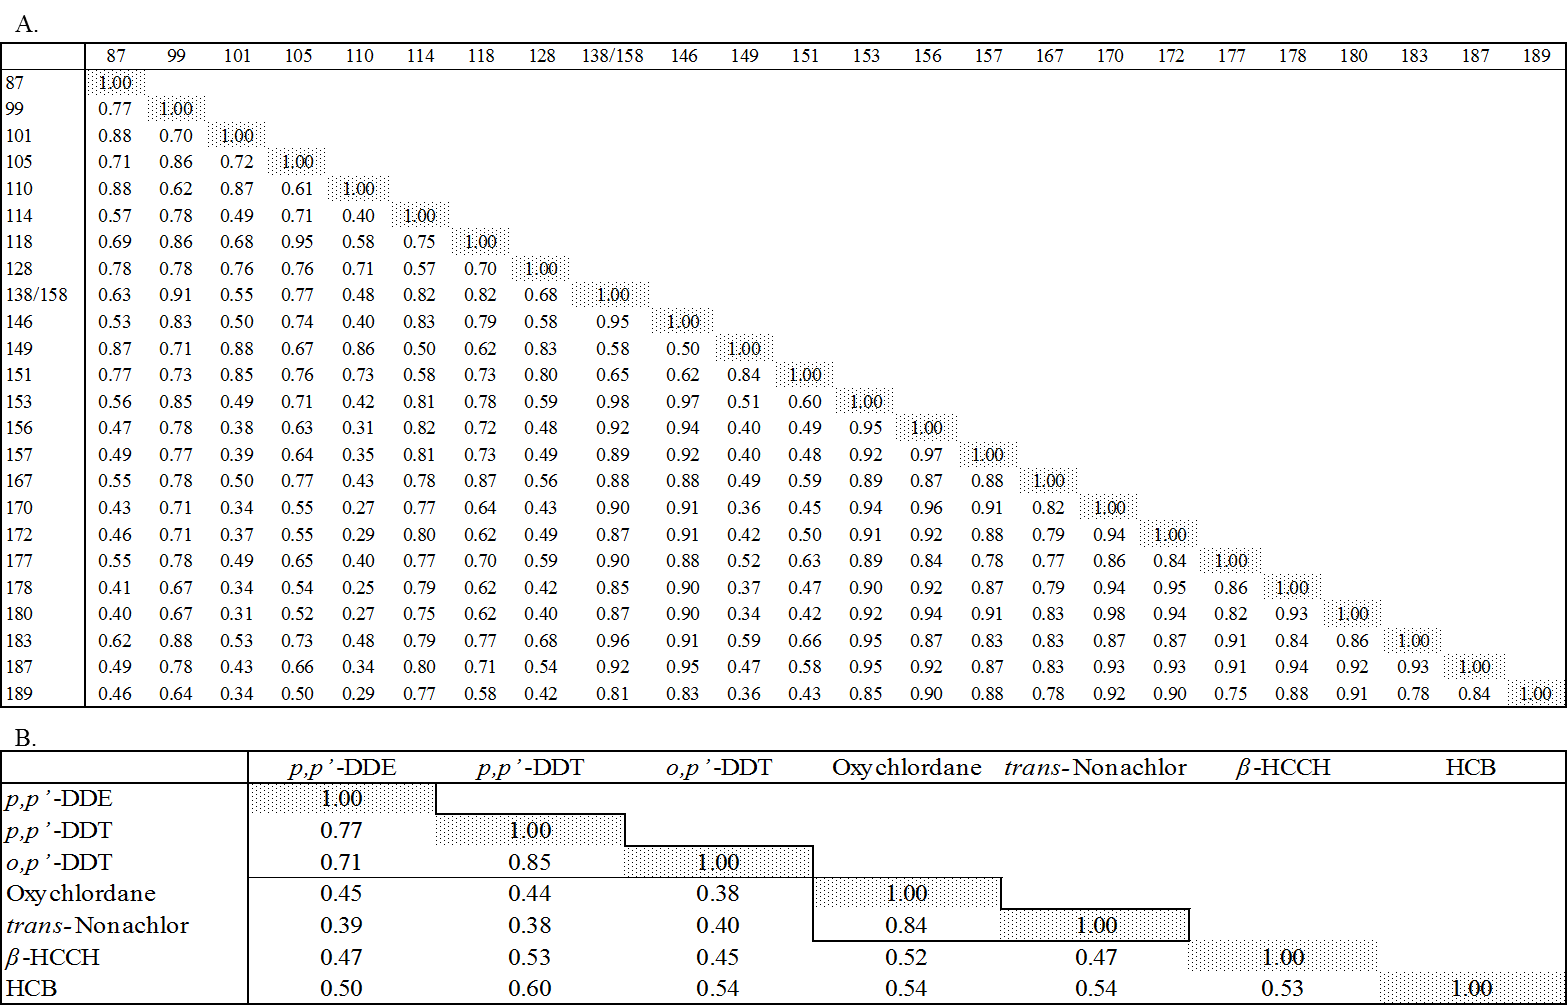 A.
87 99 101 105 110 114 118 128 138/158 146 149 151 153 156 157 167 170 172 177 178 180 183 187 189
87 1.00
99 0.77 1.00
101 0.88 0.70 1.00
105 0.71 0.86 0.72 1.00
110 0.88 0.62 0.87 0.61 1.00
114 0.57 0.78 0.49 0.71 0.40 1.00
118 0.69 0.86 0.68 0.95 0.58 0.75 1.00
128 0.78 0.78 0.76 0.76 0.71 0.57 0.70 1.00
138/158 0.63 0.91 0.55 0.77 0.48 0.82 0.82 0.68 1.00
146 0.53 0.83 0.50 0.74 0.40 0.83 0.79 0.58 0.95 1.00
149 0.87 0.71 0.88 0.67 0.86 0.50 0.62 0.83 0.58 0.50 1.00
151 0.77 0.73 0.85 0.76 0.73 0.58 0.73 0.80 0.65 0.62 0.84 1.00
153 0.56 0.85 0.49 0.71 0.42 0.81 0.78 0.59 0.98 0.97 0.51 0.60 1.00
156 0.47 0.78 0.38 0.63 0.31 0.82 0.72 0.48 0.92 0.94 0.40 0.49 0.95 1.00
157 0.49 0.77 0.39 0.64 0.35 0.81 0.73 0.49 0.89 0.92 0.40 0.48 0.92 0.97 1.00
167 0.55 0.78 0.50 0.77 0.43 0.78 0.87 0.56 0.88 0.88 0.49 0.59 0.89 0.87 0.88 1.00
170 0.43 0.71 0.34 0.55 0.27 0.77 0.64 0.43 0.90 0.91 0.36 0.45 0.94 0.96 0.91 0.82 1.00
172 0.46 0.71 0.37 0.55 0.29 0.80 0.62 0.49 0.87 0.91 0.42 0.50 0.91 0.92 0.88 0.79 0.94 1.00
177 0.55 0.78 0.49 0.65 0.40 0.77 0.70 0.59 0.90 0.88 0.52 0.63 0.89 0.84 0.78 0.77 0.86 0.84 1.00
178 0.41 0.67 0.34 0.54 0.25 0.79 0.62 0.42 0.85 0.90 0.37 0.47 0.90 0.92 0.87 0.79 0.94 0.95 0.86 1.00
180 0.40 0.67 0.31 0.52 0.27 0.75 0.62 0.40 0.87 0.90 0.34 0.42 0.92 0.94 0.91 0.83 0.98 0.94 0.82 0.93 1.00
183 0.62 0.88 0.53 0.73 0.48 0.79 0.77 0.68 0.96 0.91 0.59 0.66 0.95 0.87 0.83 0.83 0.87 0.87 0.91 0.84 0.86 1.00
187 0.49 0.78 0.43 0.66 0.34 0.80 0.71 0.54 0.92 0.95 0.47 0.58 0.95 0.92 0.87 0.83 0.93 0.93 0.91 0.94 0.92 0.93 1.00
189 0.46 0.64 0.34 0.50 0.29 0.77 0.58 0.42 0.81 0.83 0.36 0.43 0.85 0.90 0.88 0.78 0.92 0.90 0.75 0.88 0.91 0.78 0.84 1.00
B.
p,p'-DDE p,p'-DDT o,p'-DDT Oxychlordane trans-Nonachlor β-HCCH HCB
p,p'-DDE 1.00
p,p'-DDT 0.77 1.00
o,p'-DDT 0.71 0.85 1.00
Oxychlordane 0.45 0.44 0.38 1.00
trans-Nonachlor 0.39 0.38 0.40 0.84 1.00
β-HCCH 0.47 0.53 0.45 0.52 0.47 1.00
HCB 0.50 0.60 0.54 0.54 0.54 0.53 1.00